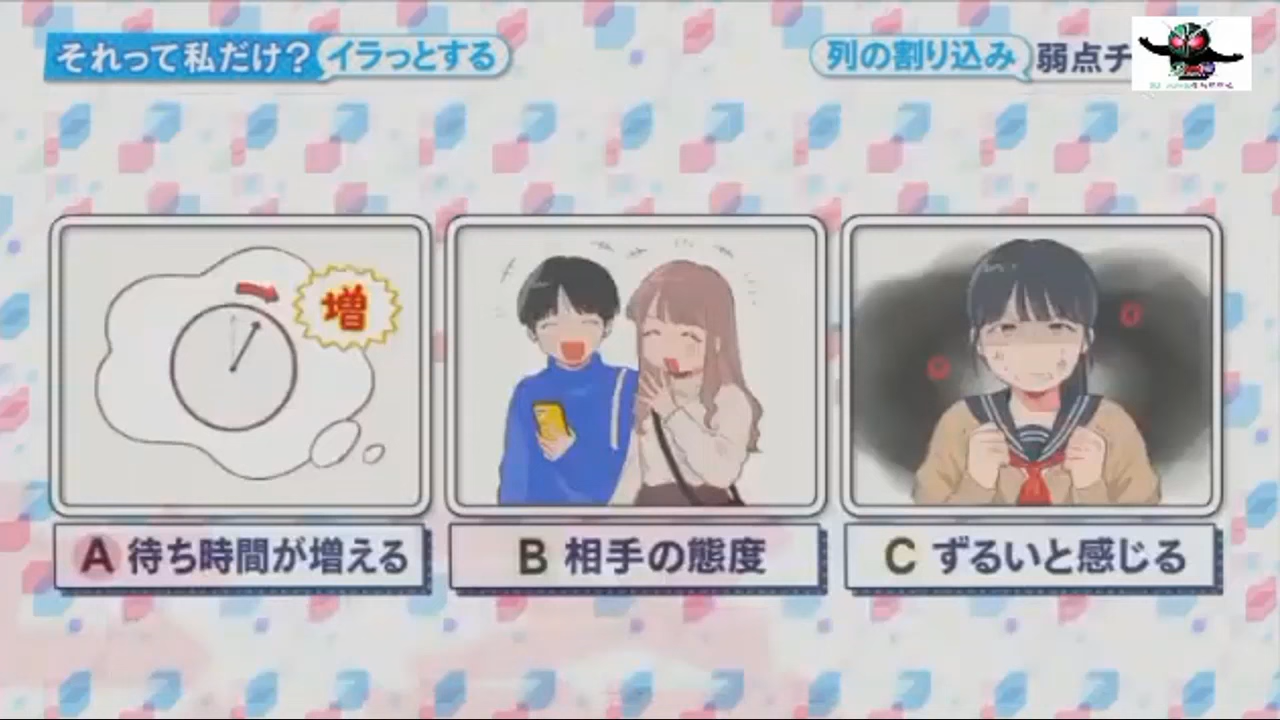 それって私だけ？イラっとする
列の割り込み 弱点チ
増
A 待ち時間が増える
B 相手の態度
C ずるいと感じる